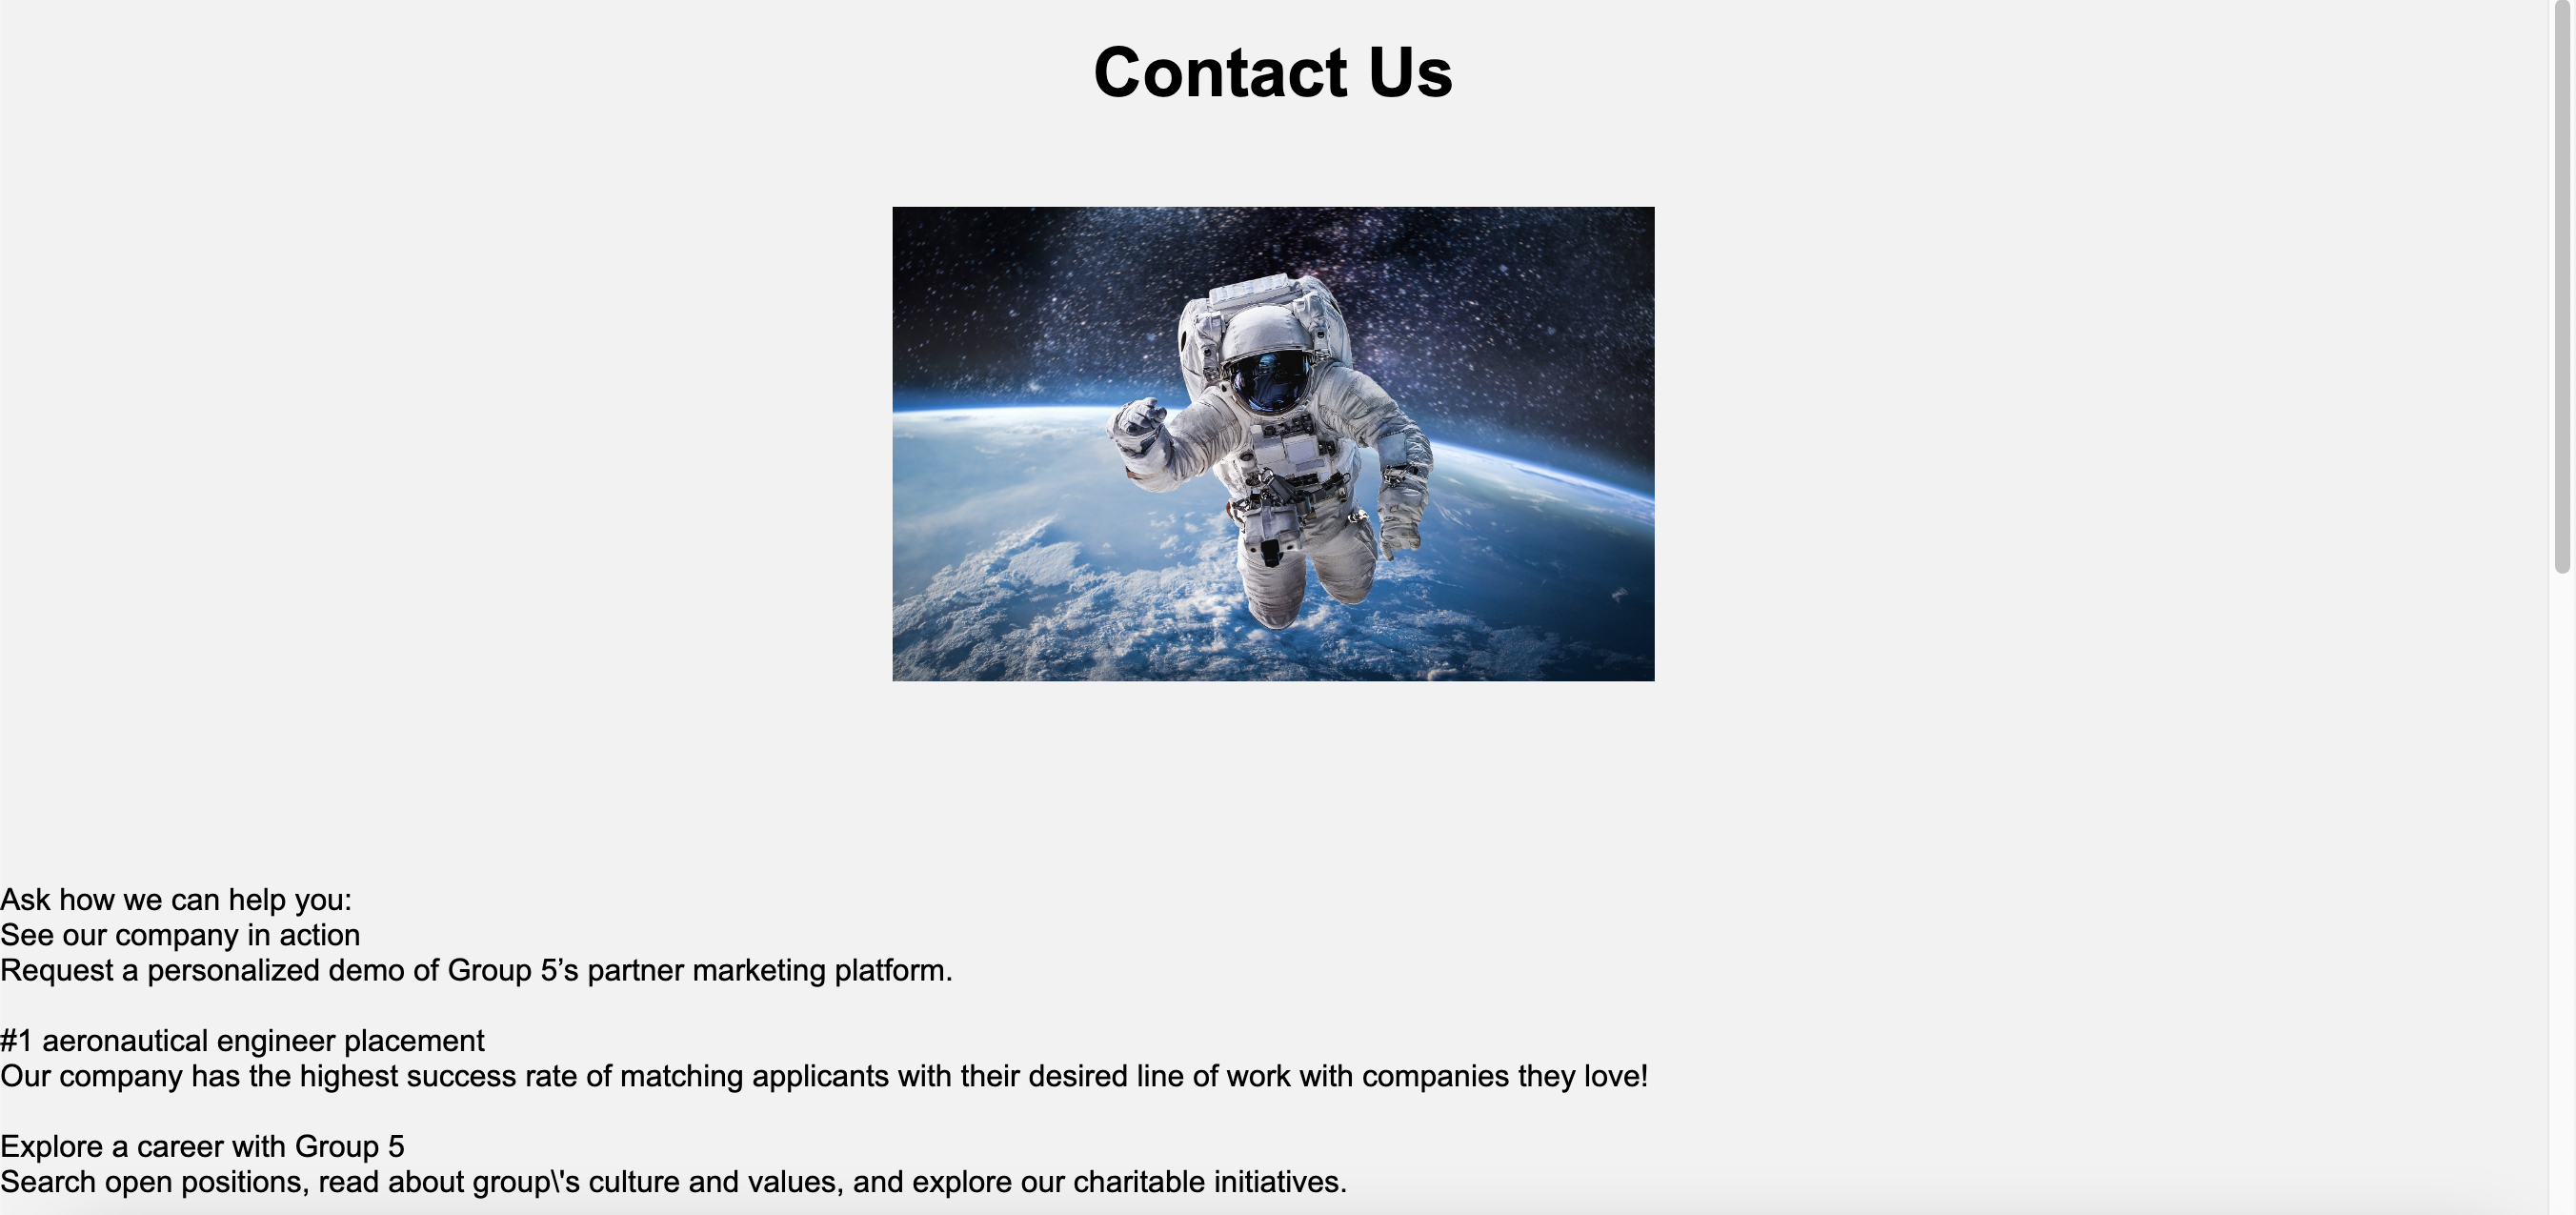 Contact Us
Ask how we can help you:
See our company in action
Request a personalized demo of Group 5’s partner marketing platform.
#1 aeronautical engineer placement
Our company has the highest success rate of matching applicants with their desired line of work with companies they love!
Explore a career with Group 5
Search open positions, read about group\'s culture and values, and explore our charitable initiatives.